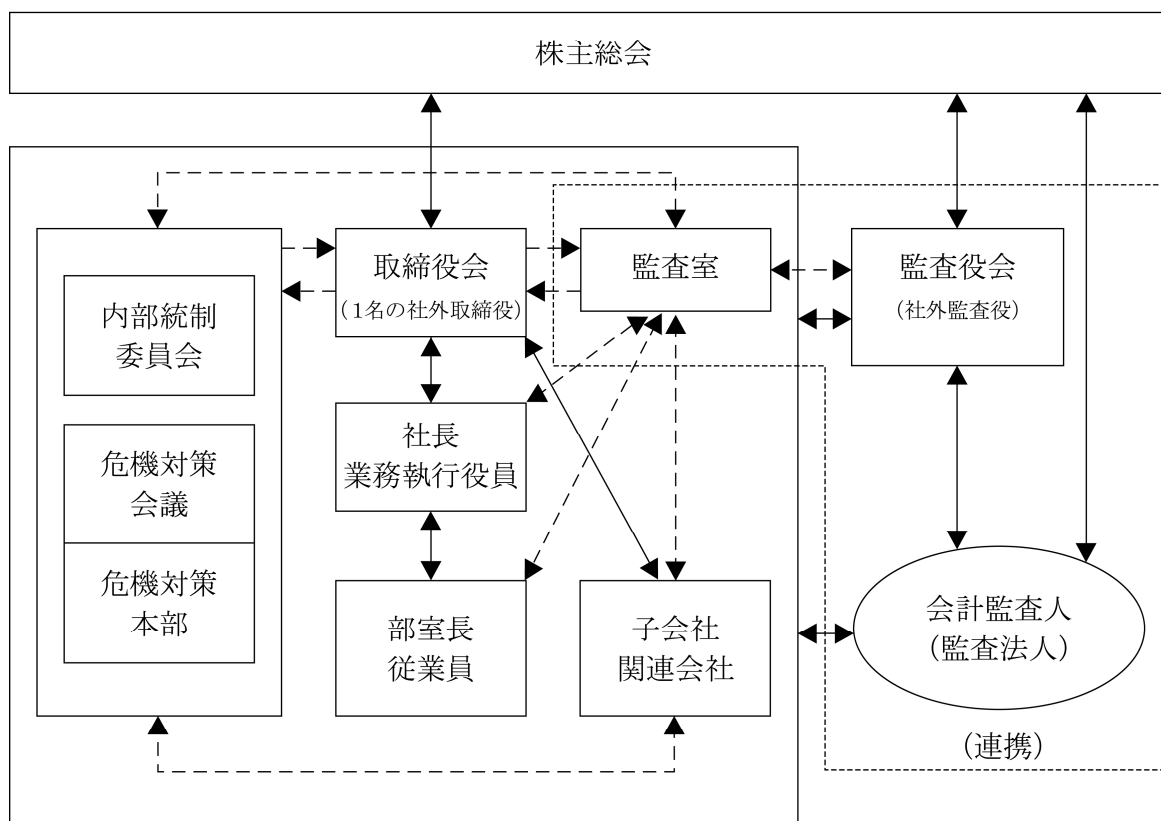 株主総会
内部統制
委員会
危機対策
会議
危機対策
本部
取締役会
（1名の社外取締役）
社長
業務執行役員
部室長
従業員
監査室
子会社
関連会社
監査役会
（社外監査役）
会計監査人
（監査法人）
（連携）